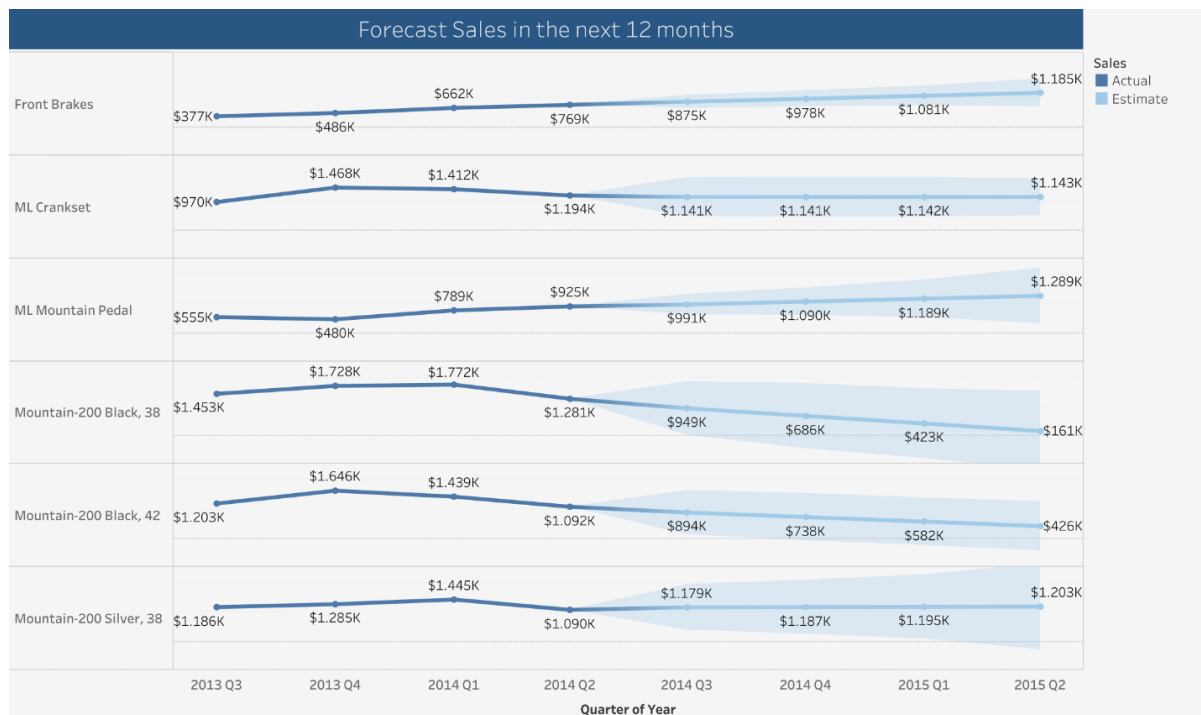 Forecast Sales in the next 12 months
Sales
Actual
Estimate
Front Brakes
$377K
$486K
$662K
$769K
$875K
$978K
$1.081K
$1.185K
ML Crankset
$970K
$1.468K
$1.412K
$1.194K
$1.141K
$1.141K
$1.142K
$1.143K
ML Mountain Pedal
$555K
$480K
$789K
$925K
$991K
$1.090K
$1.189K
$1.289K
Mountain-200 Black, 38
$1.453K
$1.728K
$1.772K
$1.281K
$949K
$686K
$423K
$161K
Mountain-200 Black, 42
$1.203K
$1.646K
$1.439K
$1.092K
$894K
$738K
$582K
$426K
Mountain-200 Silver, 38
$1.186K
$1.285K
$1.445K
$1.090K
$1.179K
$1.187K
$1.195K
$1.203K
2013 Q3
2013 Q4
2014 Q1
2014 Q2
2014 Q3
2014 Q4
2015 Q1
2015 Q2
Quarter of Year